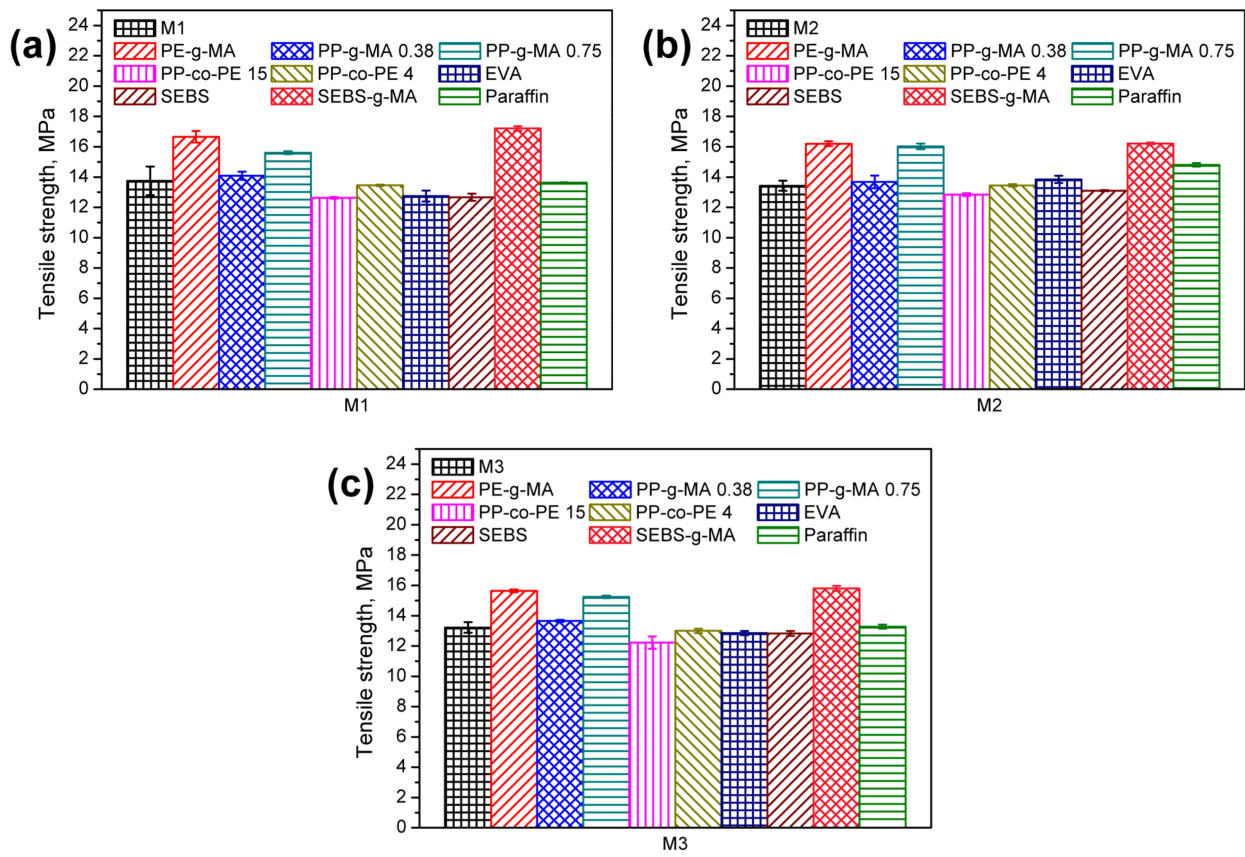 (a)
Tensile strength, MPa
24
22
20
18
16
14
12
10
8
6
4
2
0
M1
PE-g-MA PP-g-MA 0.38 PP-g-MA 0.75
PP-co-PE 15 PP-co-PE 4 EVA
SEBS SEBS-g-MA Paraffin
M1
(b)
Tensile strength, MPa
24
22
20
18
16
14
12
10
8
6
4
2
0
M2
PE-g-MA PP-g-MA 0.38 PP-g-MA 0.75
PP-co-PE 15 PP-co-PE 4 EVA
SEBS SEBS-g-MA Paraffin
M2
(c)
Tensile strength, MPa
24
22
20
18
16
14
12
10
8
6
4
2
0
M3
PE-g-MA PP-g-MA 0.38 PP-g-MA 0.75
PP-co-PE 15 PP-co-PE 4 EVA
SEBS SEBS-g-MA Paraffin
M3